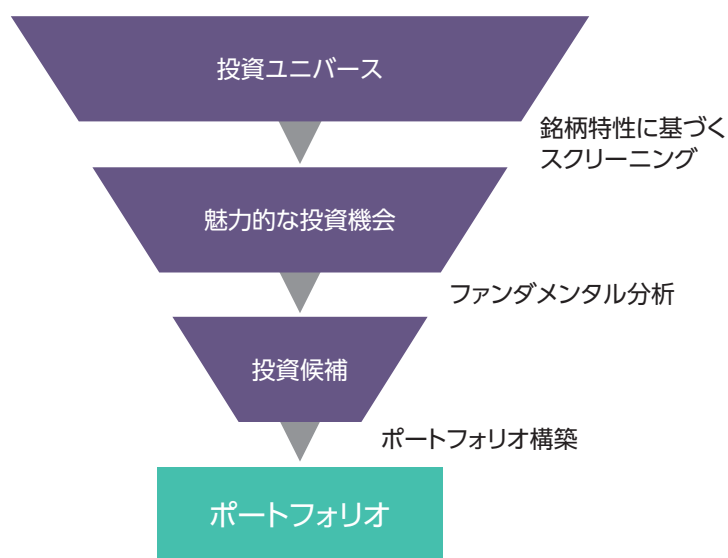 投資ユニバース
銘柄特性に基づく
スクリーニング
魅力的な投資機会
ファンダメンタル分析
投資候補
ポートフォリオ構築
ポートフォリオ